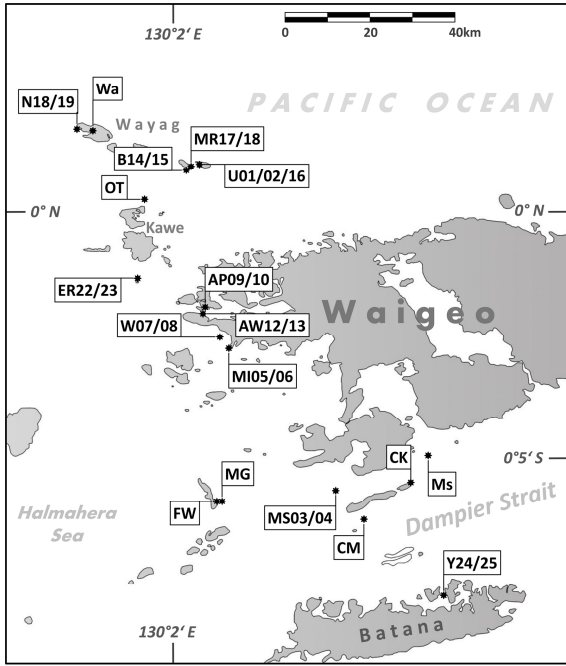 130°2‘ E
0 20 40km
Wa
N18/19
PACIFIC OCEAN
Wayag
MR17/18
B14/15
U01/02/16
OT
0° N
0° N
Kawe
ER22/23
AP09/10
Waigeo
W07/08
AW12/13
MI05/06
CK
0°5‘ S
MG
Ms
FW
MS03/04
Dampier Strait
Halmahera
Sea
CM
Y24/25
130°2‘ E
Batana